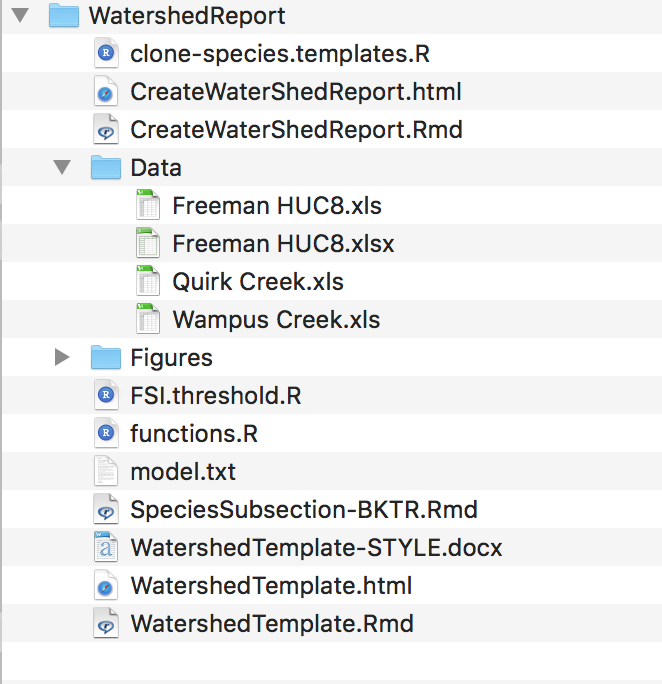 WatershedReport
clone-species.templates.R
CreateWaterShedReport.html
CreateWaterShedReport.Rmd
Data
Freeman HUC8.xls
Freeman HUC8.xlsx
Quirk Creek.xls
Wampus Creek.xls
Figures
FSI.threshold.R
functions.R
model.txt
SpeciesSubsection-BKTR.Rmd
WatershedTemplate-STYLE.docx
WatershedTemplate.html
WatershedTemplate.Rmd